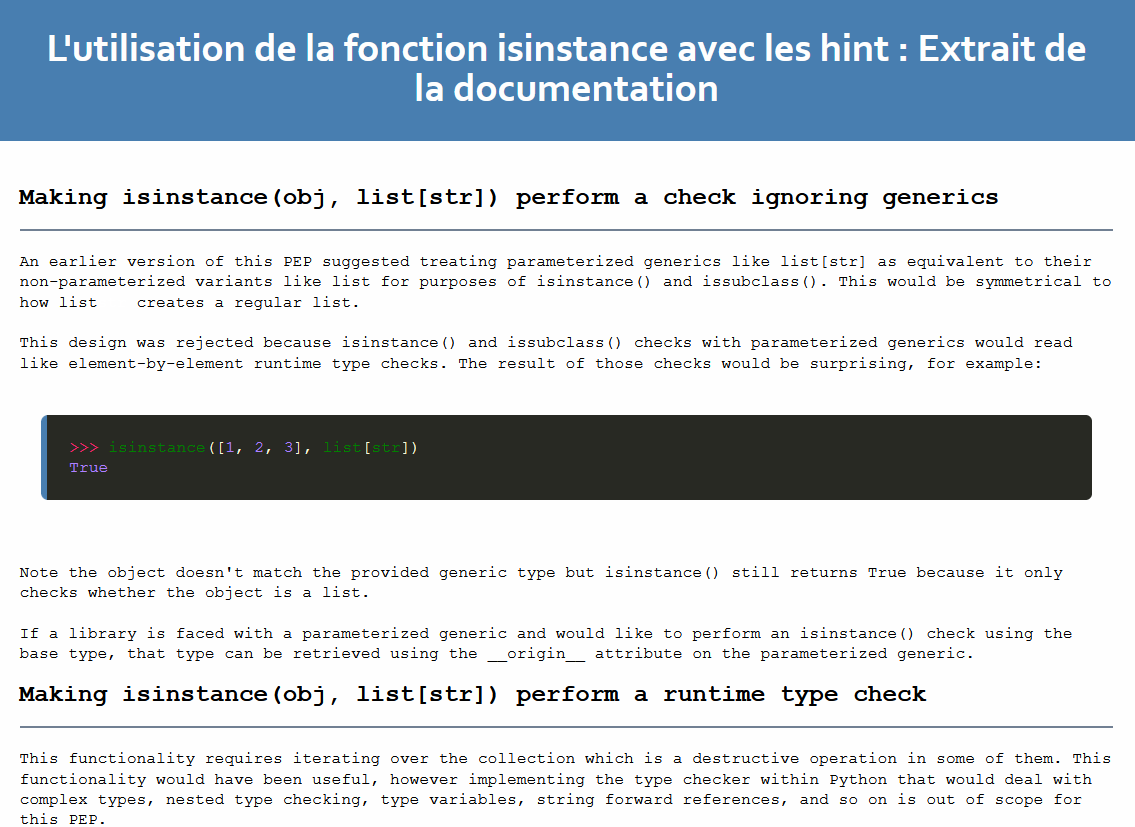 L'utilisation de la fonction isinstance avec les hint : Extrait de
la documentation
Making isinstance(obj, list[str]) perform a check ignoring generics
An earlier version of this PEP suggested treating parameterized generics like list[str] as equivalent to their
non-parameterized variants like list for purposes of isinstance() and issubclass(). This would be symmetrical to
how list    creates a regular list.
This design was rejected because isinstance() and issubclass() checks with parameterized generics would read
like element-by-element runtime type checks. The result of those checks would be surprising, for example:
>>> isinstance([1, 2, 3], list[str])
True
Note the object doesn't match the provided generic type but isinstance() still returns True because it only
checks whether the object is a list.
If a library is faced with a parameterized generic and would like to perform an isinstance() check using the
base type, that type can be retrieved using the __origin__ attribute on the parameterized generic.
Making isinstance(obj, list[str]) perform a runtime type check
This functionality requires iterating over the collection which is a destructive operation in some of them. This
functionality would have been useful, however implementing the type checker within Python that would deal with
complex types, nested type checking, type variables, string forward references, and so on is out of scope for
this PEP.